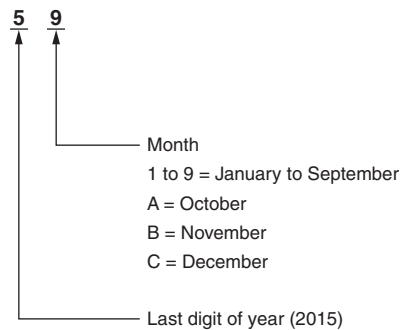 5 9
Month
1 to 9 = January to September
A = October
B = November
C = December
Last digit of year (2015)